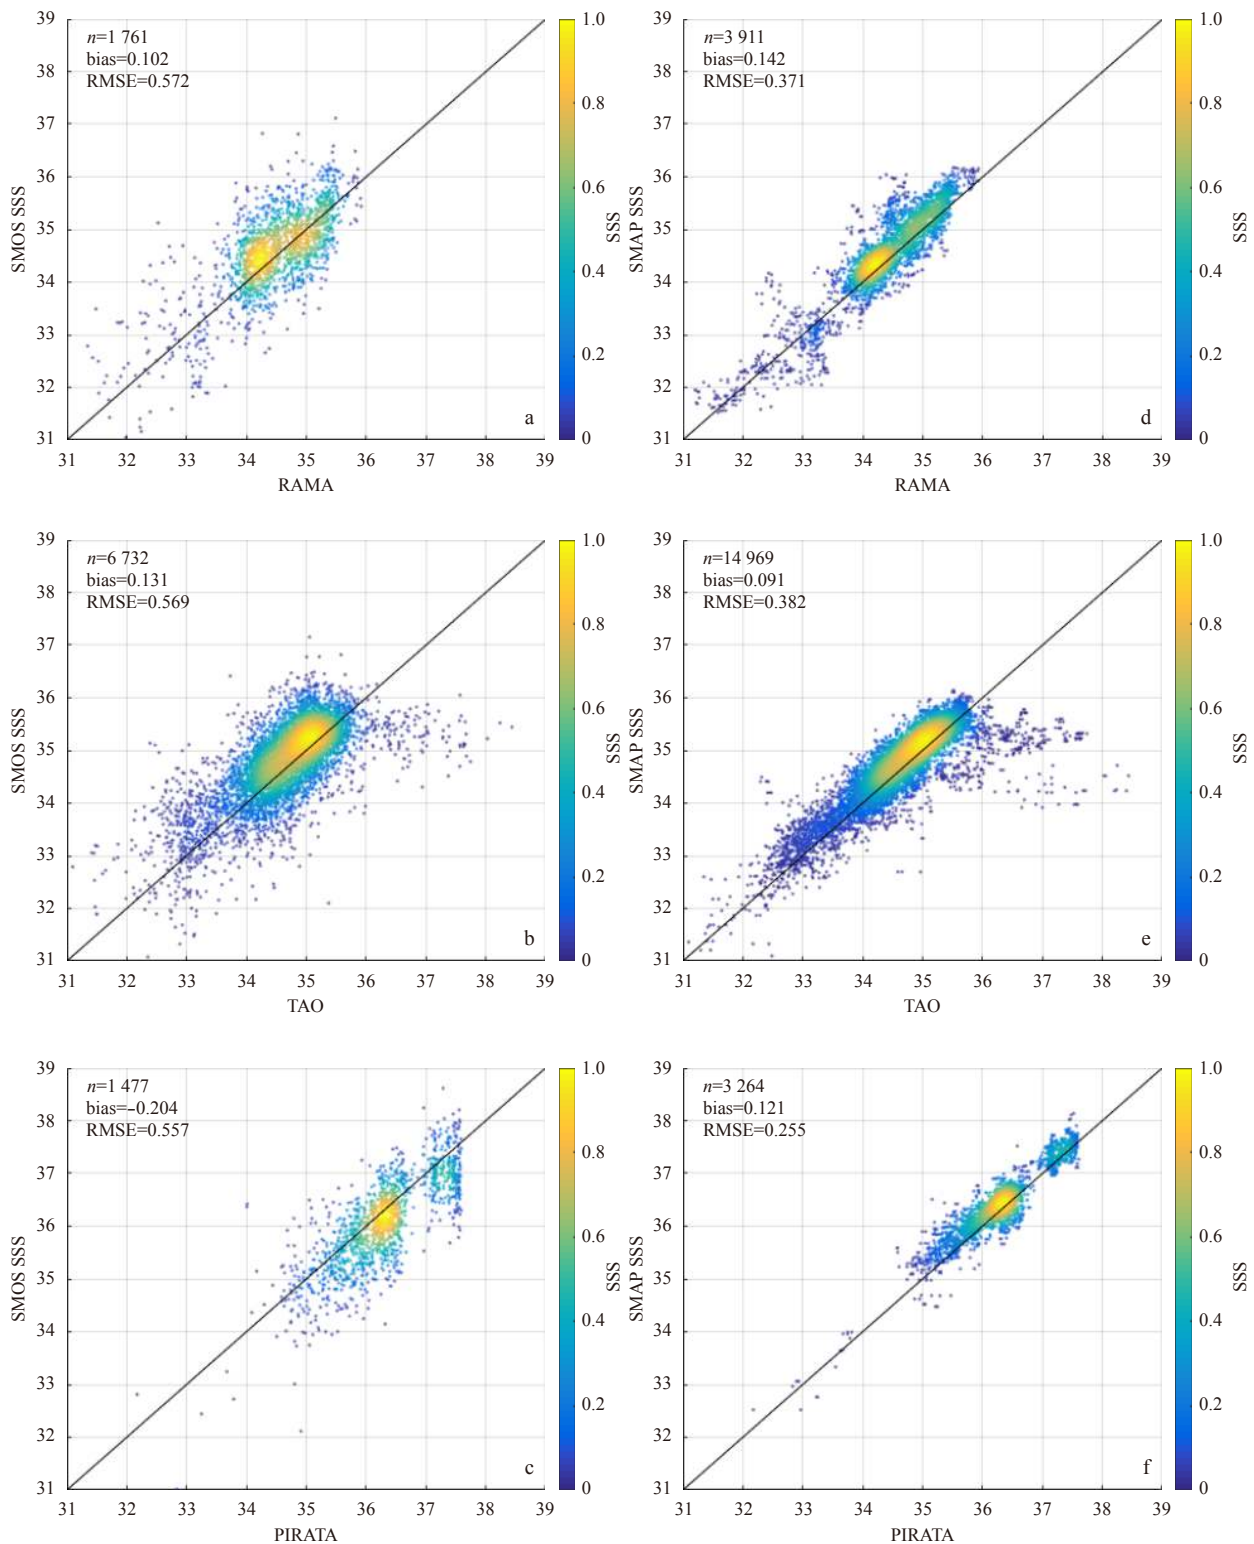 39
38
37
36
35
34
33
32
31
SMOS SSS
n=1 761
bias=0.102
RMSE=0.572
a
31 32 33 34 35 36 37 38 39
RAMA
1.0
0.8
0.6
0.4
0.2
0
SSS
39
38
37
36
35
34
33
32
31
SMAP SSS
n=3 911
bias=0.142
RMSE=0.371
d
31 32 33 34 35 36 37 38 39
RAMA
1.0
0.8
0.6
0.4
0.2
0
SSS
39
38
37
36
35
34
33
32
31
SMOS SSS
n=6 732
bias=0.131
RMSE=0.569
b
31 32 33 34 35 36 37 38 39
TAO
1.0
0.8
0.6
0.4
0.2
0
SSS
39
38
37
36
35
34
33
32
31
SMAP SSS
n=14 969
bias=0.091
RMSE=0.382
e
31 32 33 34 35 36 37 38 39
TAO
1.0
0.8
0.6
0.4
0.2
0
SSS
39
38
37
36
35
34
33
32
31
SMOS SSS
n=1 477
bias=−0.204
RMSE=0.557
c
31 32 33 34 35 36 37 38 39
PIRATA
1.0
0.8
0.6
0.4
0.2
0
SSS
39
38
37
36
35
34
33
32
31
SMAP SSS
n=3 264
bias=0.121
RMSE=0.255
f
31 32 33 34 35 36 37 38 39
PIRATA
1.0
0.8
0.6
0.4
0.2
0
SSS